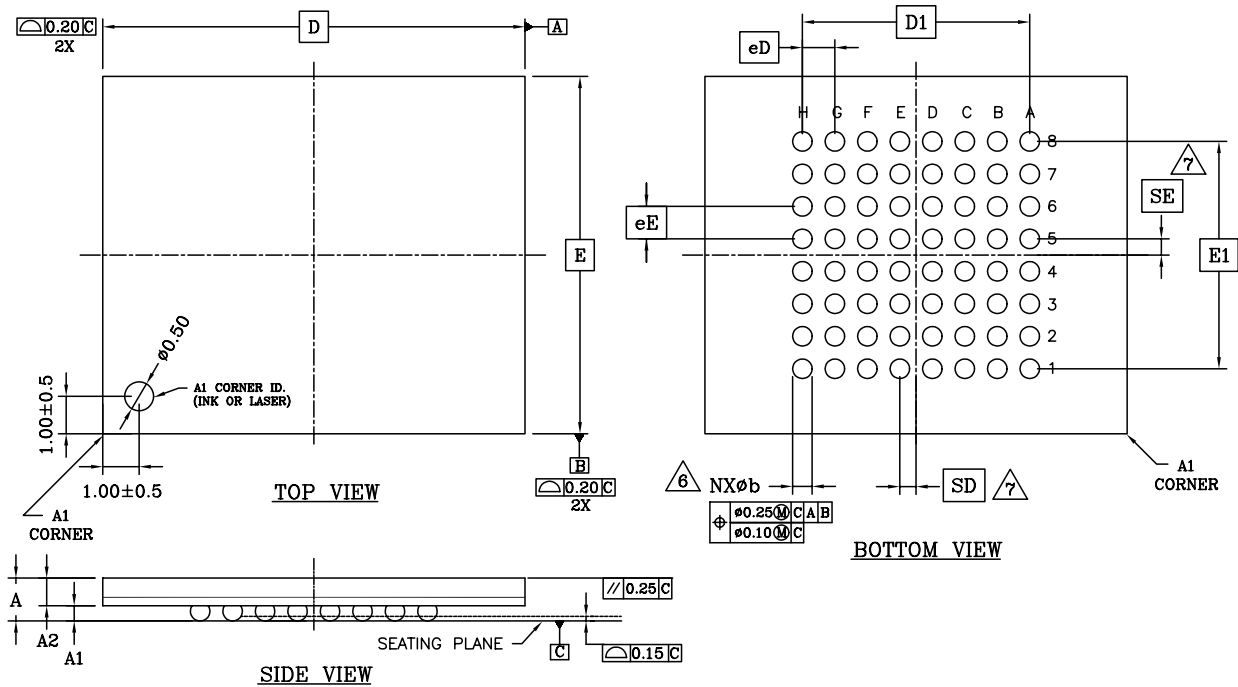 ⌓ 0.20 C
2X
D
A
E
B
⌓ 0.20 C
2X
ø0.50
A1 CORNER ID.
(INK OR LASER)
1.00±0.5
1.00±0.5
A1
CORNER
TOP VIEW
D1
eD
H G F E D C B A
8
7
6
5
4
3
2
1
7
SE
eE
E1
6
NXøb
⌖ ø0.25 Ⓜ C A B
ø0.10 Ⓜ C
SD
7
A1
CORNER
BOTTOM VIEW
A
A2
A1
// 0.25 C
SEATING PLANE
C
⌓ 0.15 C
SIDE VIEW